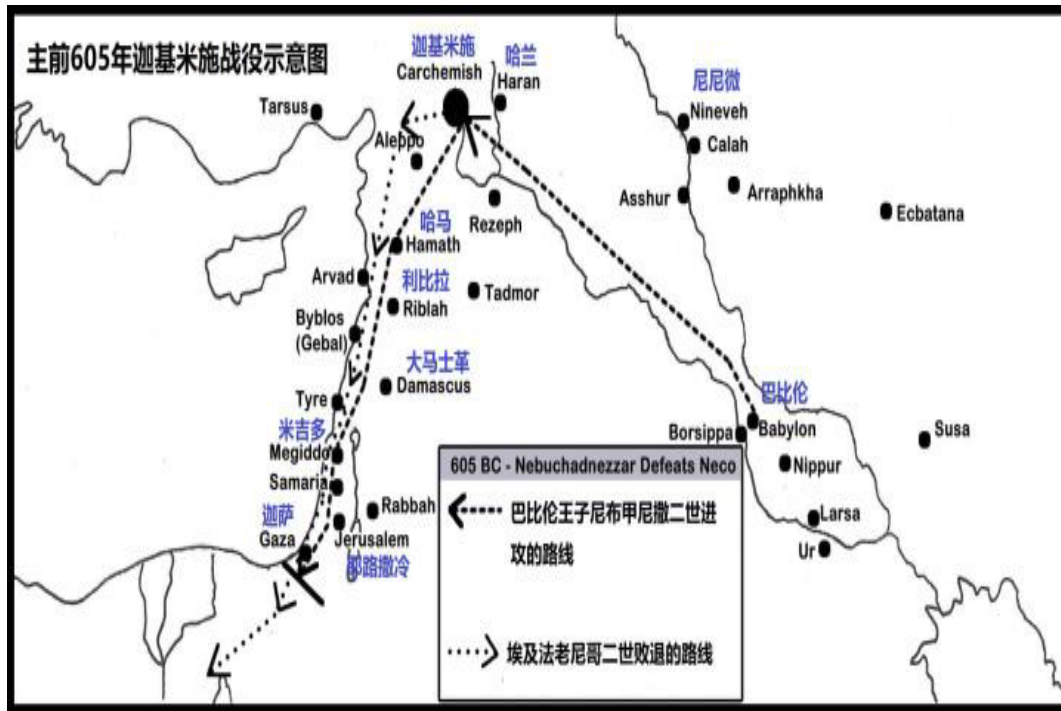 主前605年迦基米施战役示意图
迦基米施
Carchemish
哈兰
Haran
尼尼微
Nineveh
Tarsus
Calah
Aleppo
Arraphkha
Asshur
Rezeph
Ecbatana
哈马
Hamath
Arvad
利比拉
Riblah
Tadmor
Byblos
(Gebal)
大马士革
Damascus
Tyre
巴比伦
Babylon
米吉多
Megiddo
Borsippa
Susa
Nippur
Samaria
Rabbah
迦萨
Gaza
Jerusalem
耶路撒冷
Larsa
Ur
605 BC - Nebuchadnezzar Defeats Neco
巴比伦王子尼布甲尼撒二世进
攻的路线
埃及法老尼哥二世败退的路线